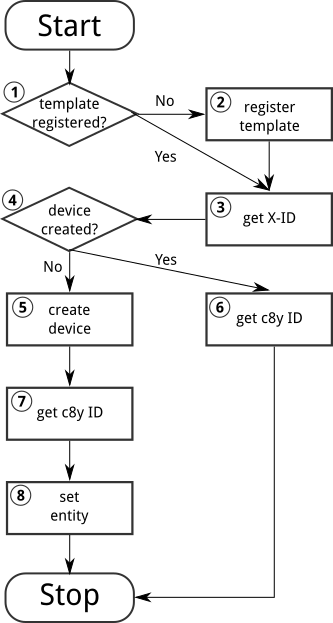 Start
1
template
registered?
No
Yes
2
register
template
3
get X-ID
4
device
created?
No
Yes
5
create
device
6
get c8y ID
7
get c8y ID
8
set
entity
Stop